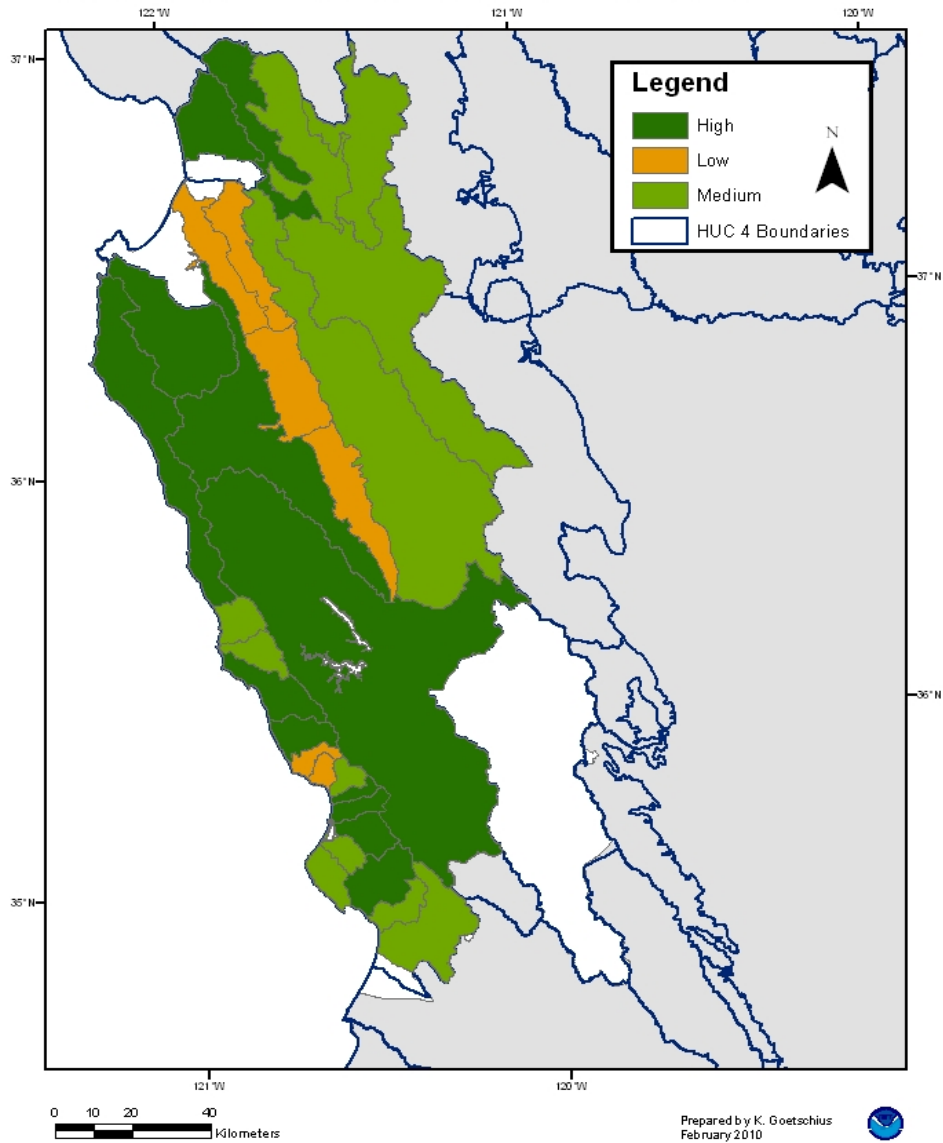 122°W
121°W
120°W
37°N
Legend
High
Low
Medium
HUC 4 Boundaries
N
37°N
36°N
36°N
35°N
121°W
120°W
0 10 20 40
Kilometers
Prepared by K. Goetschius
February 2010